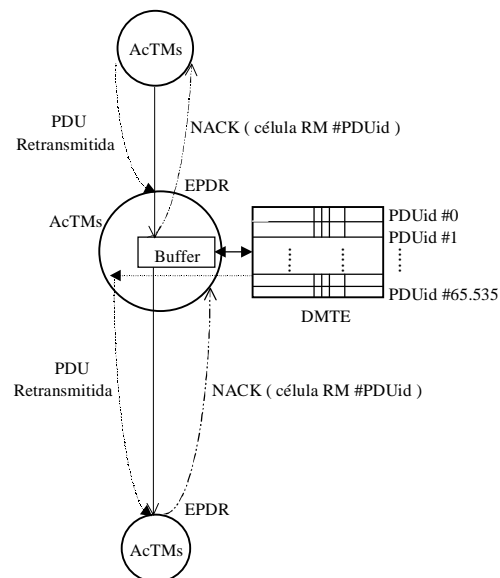 AcTMs
PDU
Retransmitida
NACK ( célula RM #PDUid )
EPDR
AcTMs
Buffer
PDUid #0
PDUid #1
PDUid #65.535
DMTE
PDU
Retransmitida
NACK ( célula RM #PDUid )
EPDR
AcTMs